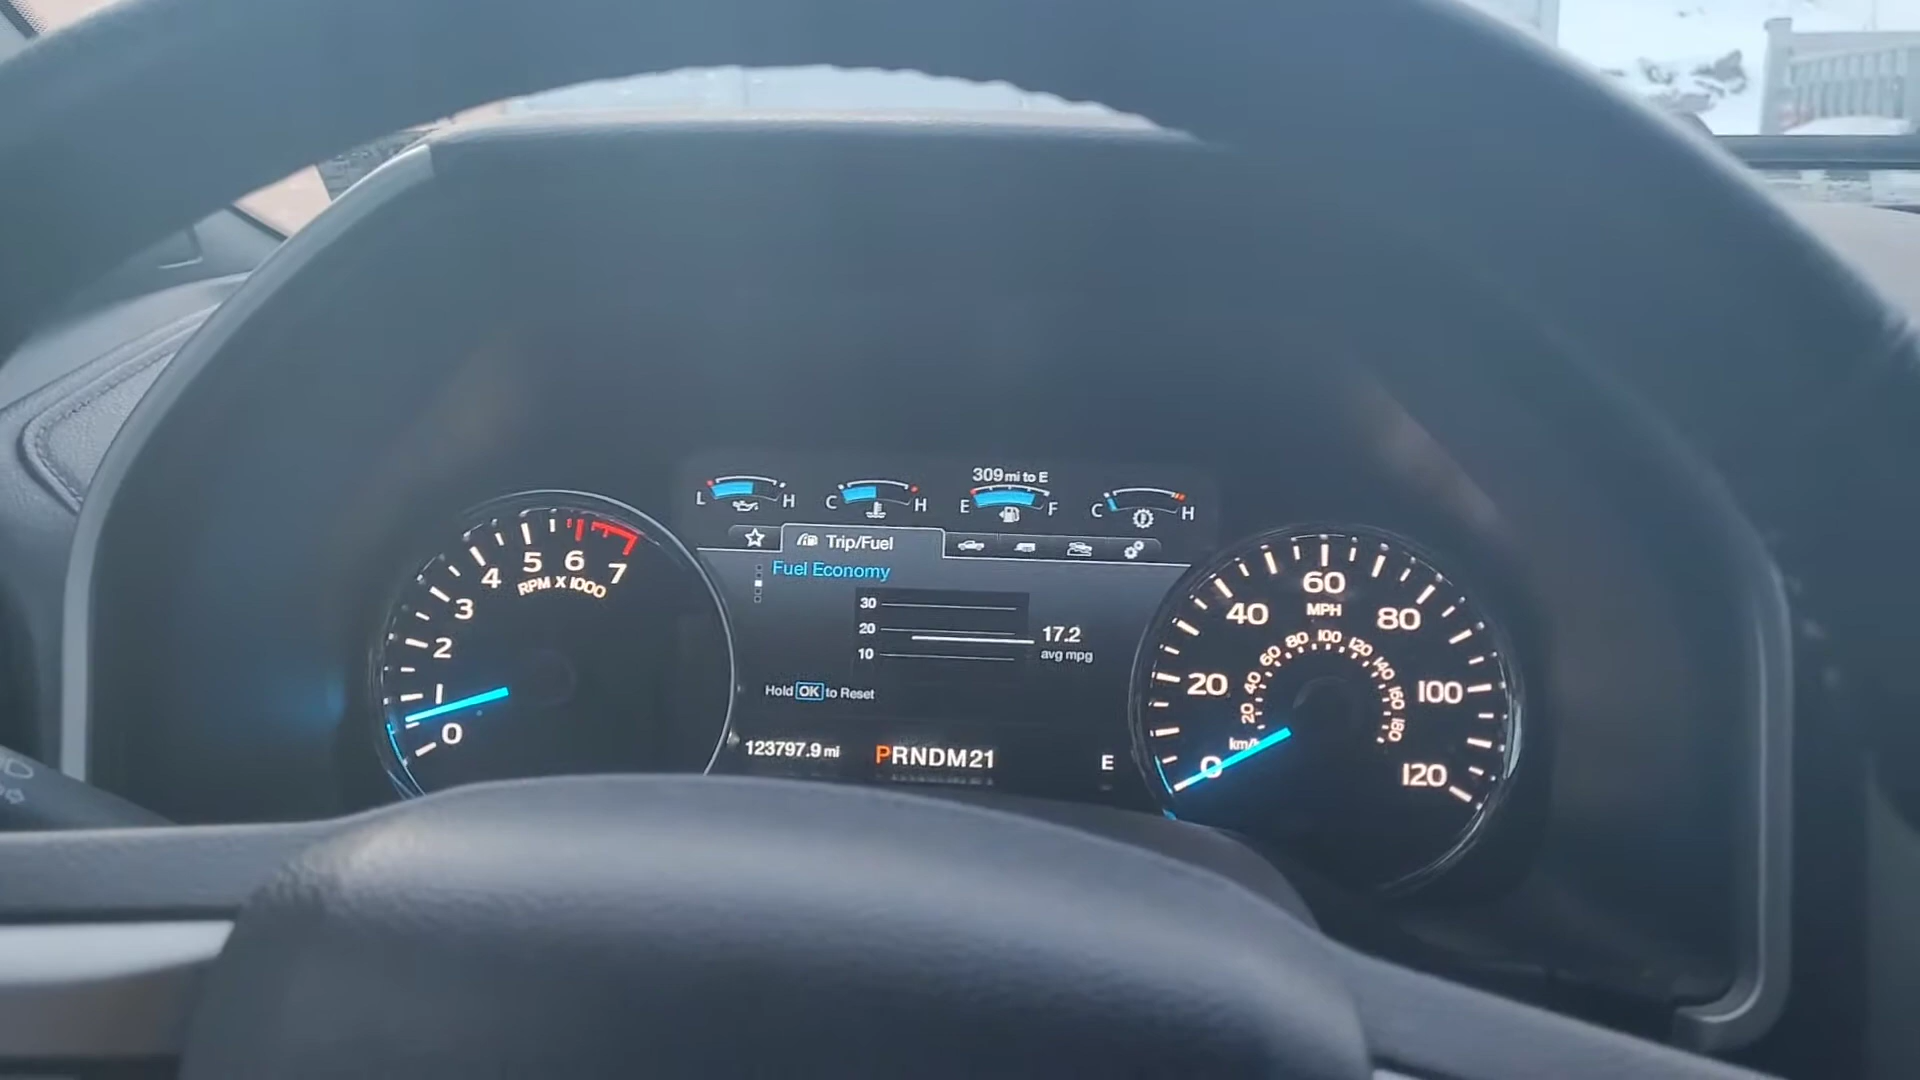 309 mi to E
L H C H E F C H
Trip/Fuel
Fuel Economy
30
20
10
17.2
avg mpg
Hold OK to Reset
123797.9 mi
PRNDM21
E
0 1 2 3 4 5 6 7
RPM X 1000
0 20 40 60 80 100 120
MPH
20 40 60 80 100 120 140 160 180
km/h